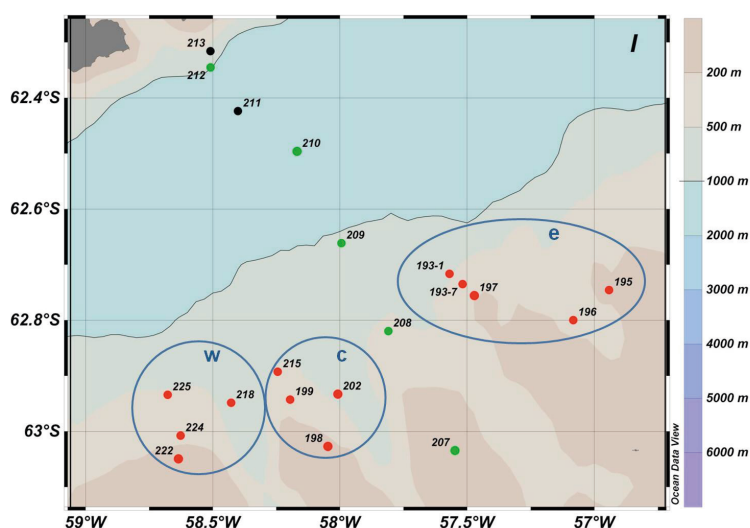 213
212
211
210
209
208
207
193-1
193-7
197
195
196
e
w
c
215
225
218
199
202
224
222
198
I
62.4°S
62.6°S
62.8°S
63°S
59°W
58.5°W
58°W
57.5°W
57°W
200 m
500 m
1000 m
2000 m
3000 m
4000 m
5000 m
6000 m
Ocean Data View